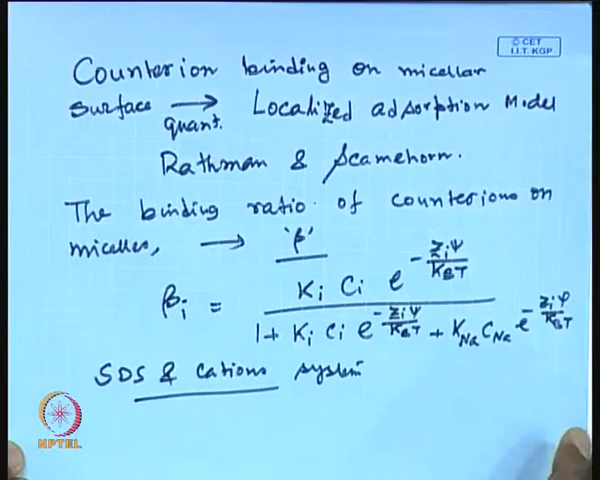 © CET
I.I.T. KGP
Counterion binding on micellar
surface → Localized adsorption Model
quant.
Rathman & Scamehorn.
The binding ratio of counterions on
micelles, → 'β'
βi = Ki Ci e^(-ZiΨ/KBT) / (1 + Ki Ci e^(-ZiΨ/KBT) + KNa CNa e^(-ZiΨ/KBT))
SDS & Cations system
NPTEL